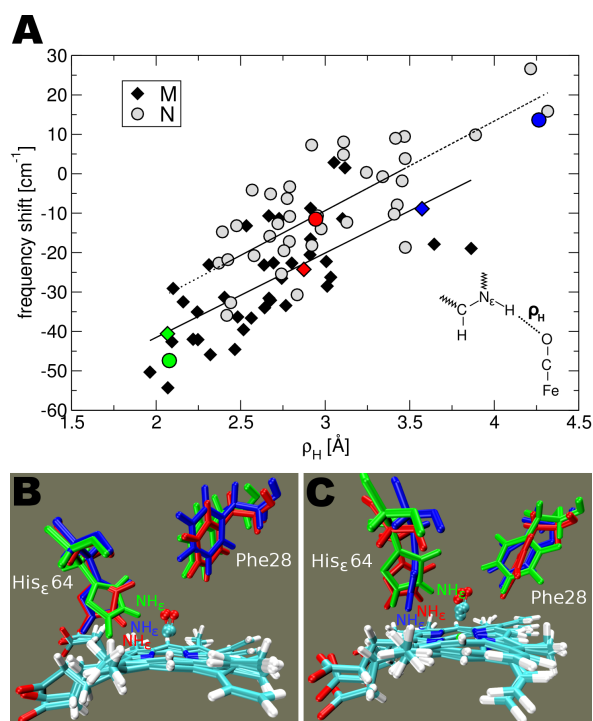 A
M
N
frequency shift [cm⁻¹]
30
20
10
0
-10
-20
-30
-40
-50
-60
1.5
2
2.5
3
3.5
4
4.5
ρH [Å]
Nε
C
H
H
ρH
O
C
Fe
B
Hisε64
Phe28
NHε
NHε
NHε
C
Hisε64
Phe28
NHε
NHε
NHε